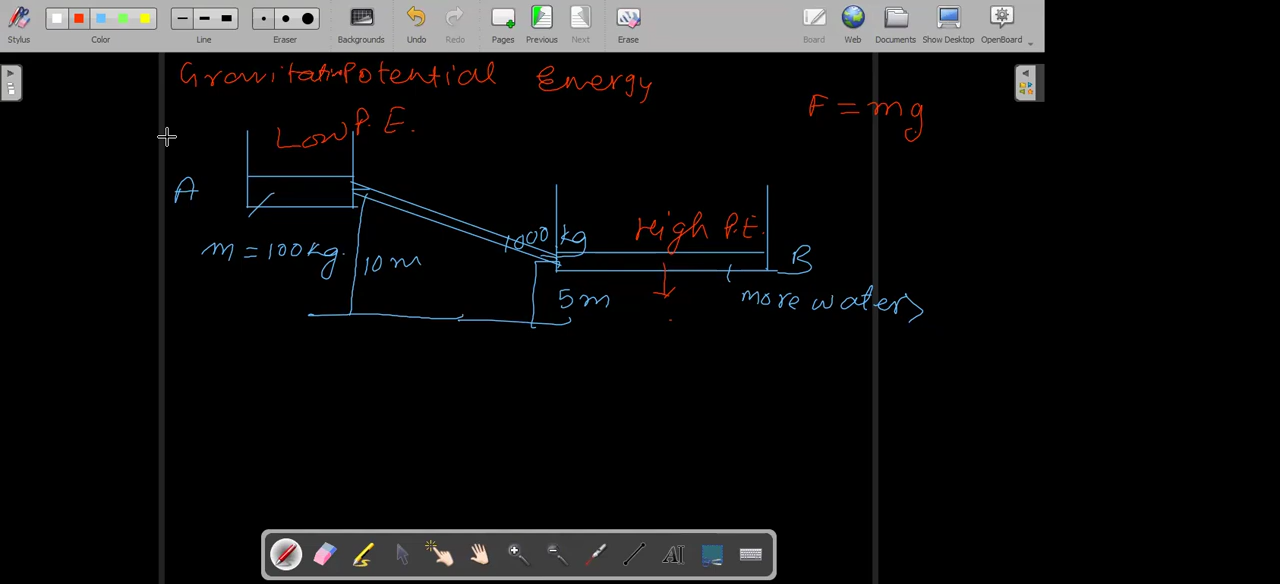 Stylus Color Line Eraser Backgrounds Undo Redo Pages Previous Next Erase Board Web Documents Show Desktop OpenBoard
Gravitation Potential Energy
F = mg
Low P.E.
A
High P.E.
1000 kg
m = 100 kg.
10 m
B
5 m
more water